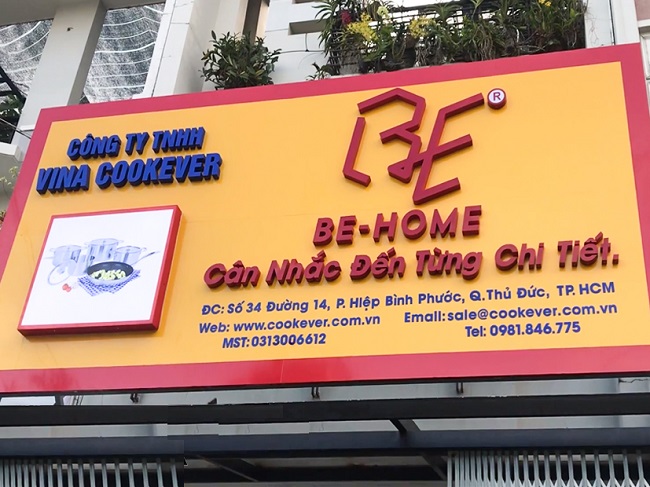 CÔNG TY TNHH
VINA COOKEVER
BE ®
BE-HOME
Cân Nhắc Đến Từng Chi Tiết.
ĐC: Số 34 Đường 14, P. Hiệp Bình Phước, Q.Thủ Đức, TP.HCM
Web: www.cookever.com.vn Email:sale@cookever.com.vn
MST:0313006612 Tel: 0981.846.775